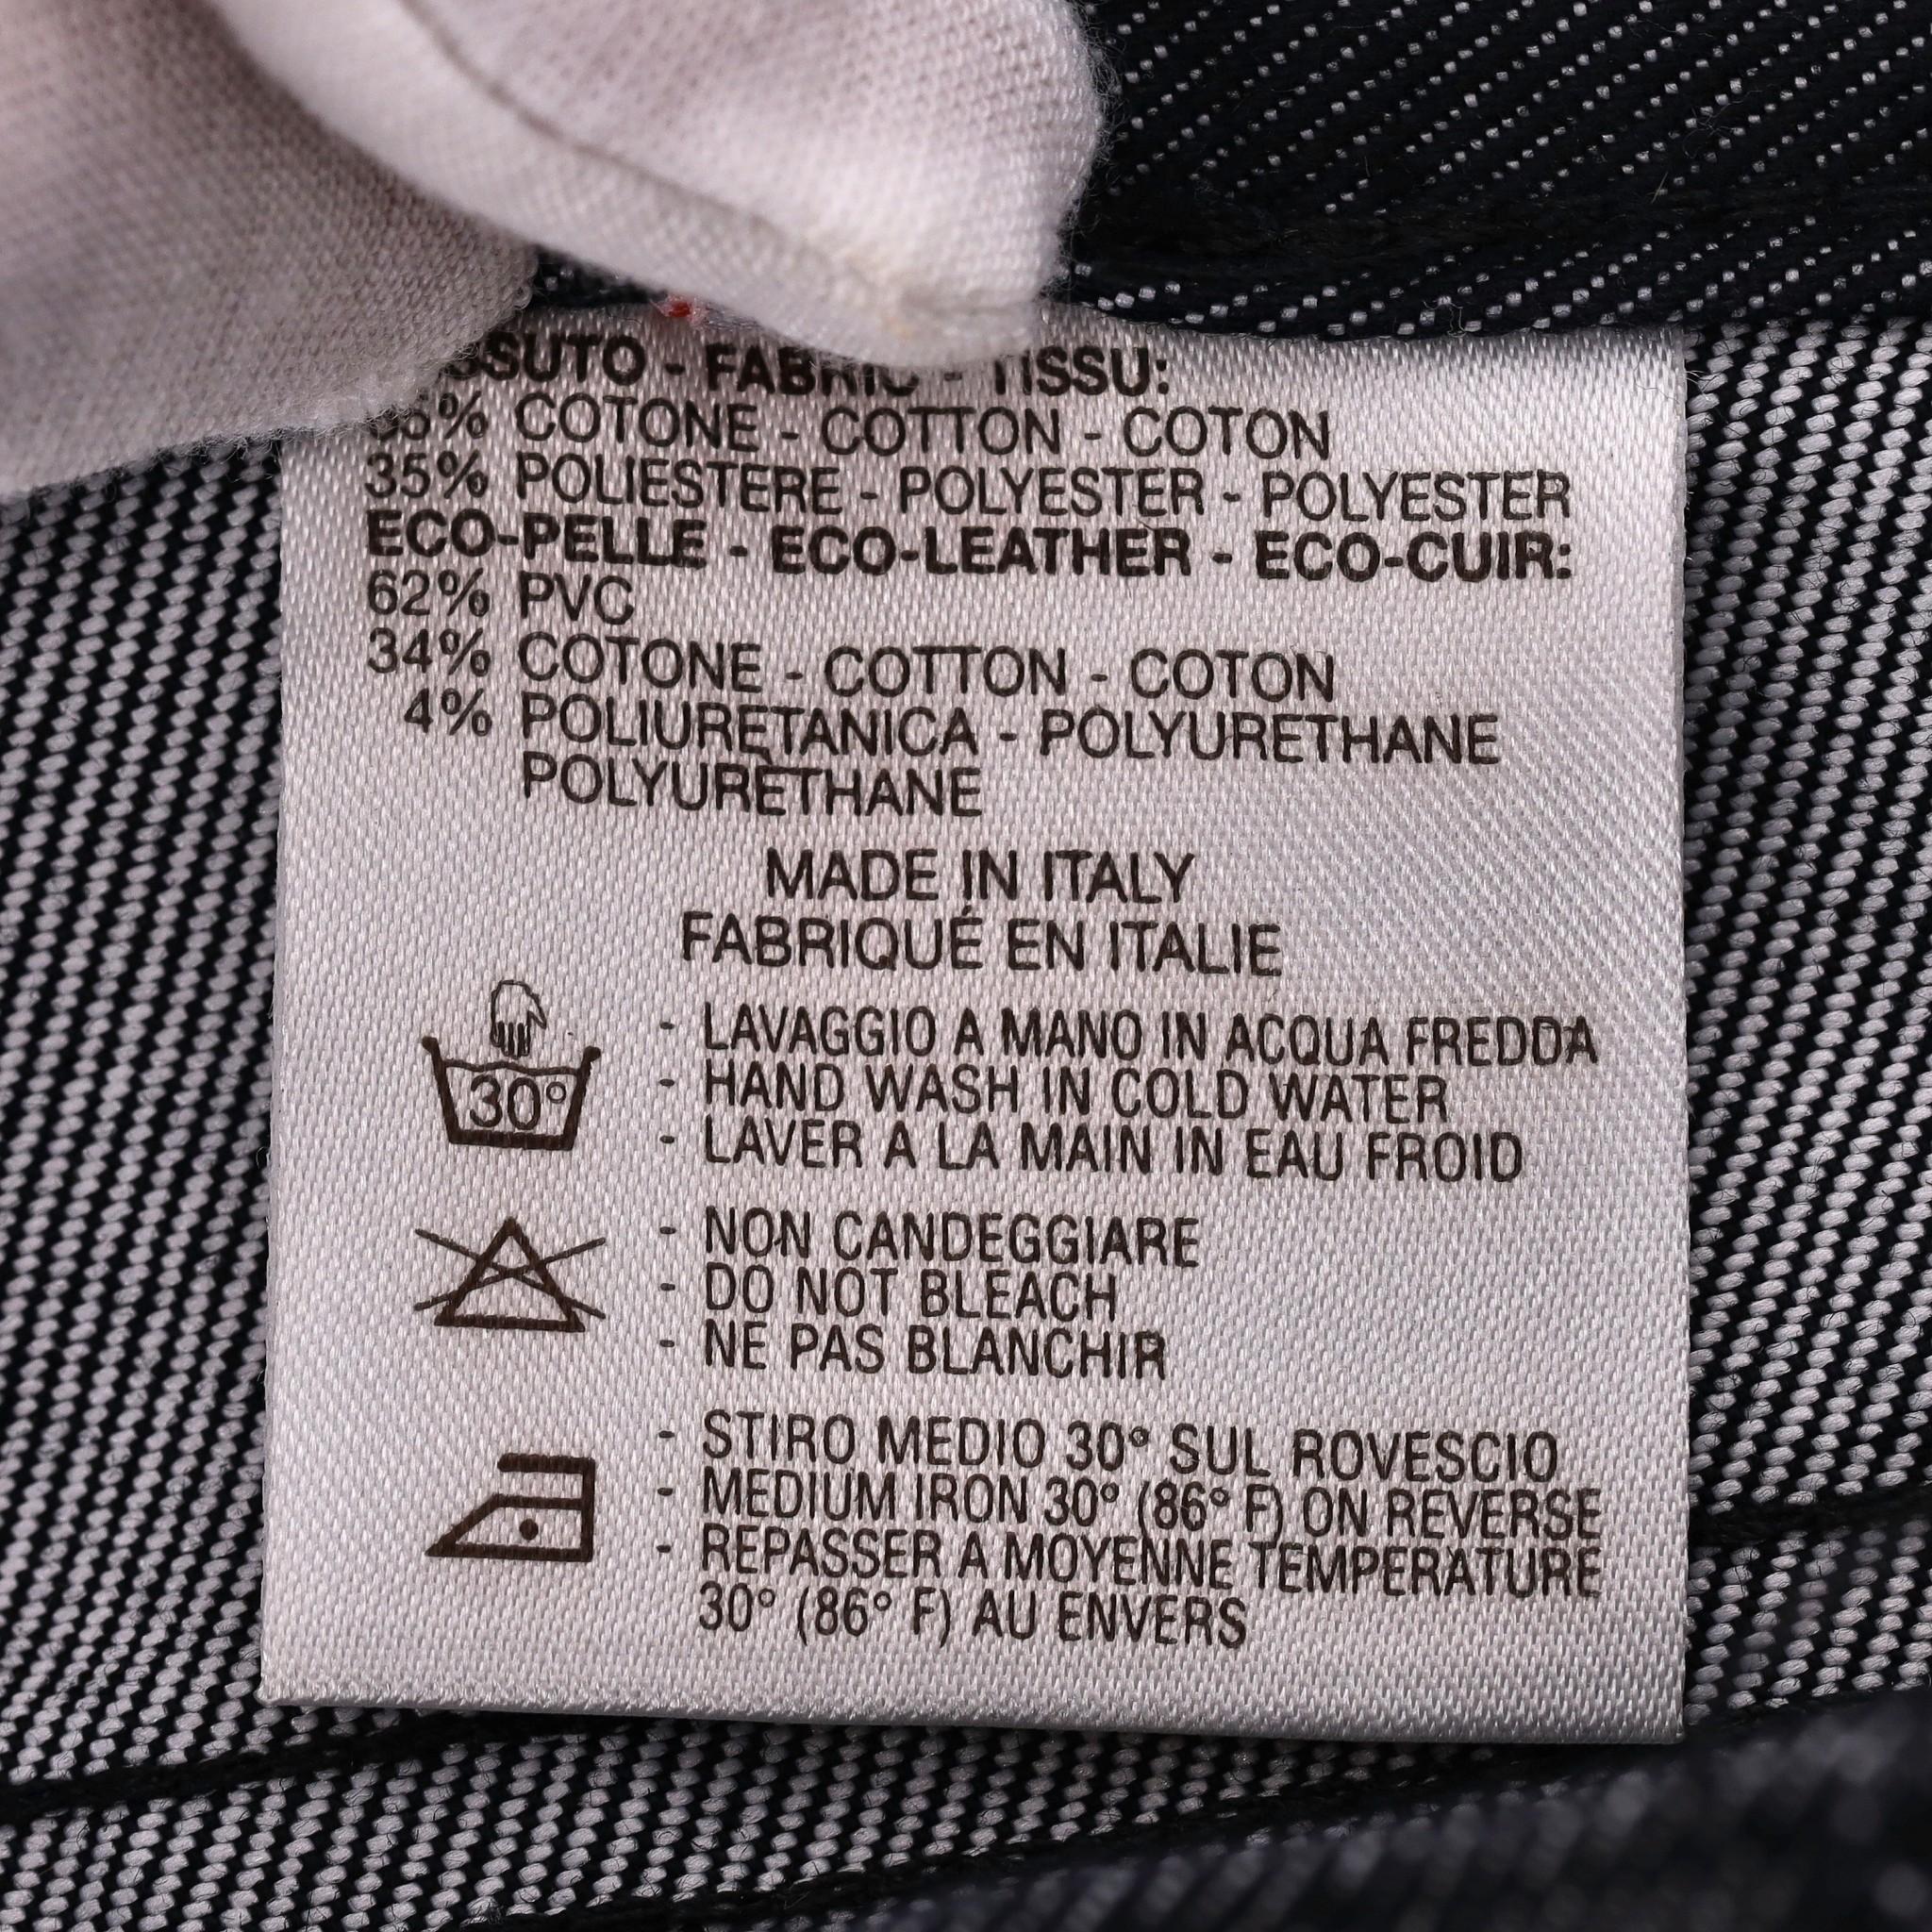 - FABRIC - TISSU:
COTONE - COTTON - COTON
35% POLIESTERE - POLYESTER - POLYESTER
ECO-PELLE - ECO-LEATHER - ECO-CUIR:
62% PVC
34% COTONE - COTTON - COTON
4% POLIURETANICA - POLYURETHANE
POLYURETHANE
MADE IN ITALY
FABRIQUÉ EN ITALIE
30°
- LAVAGGIO A MANO IN ACQUA FREDDA
- HAND WASH IN COLD WATER
- LAVER A LA MAIN IN EAU FROID
- NON CANDEGGIARE
- DO NOT BLEACH
- NE PAS BLANCHIR
- STIRO MEDIO 30° SUL ROVESCIO
- MEDIUM IRON 30° (86° F) ON REVERSE
- REPASSER A MOYENNE TEMPERATURE
30° (86° F) AU ENVERS